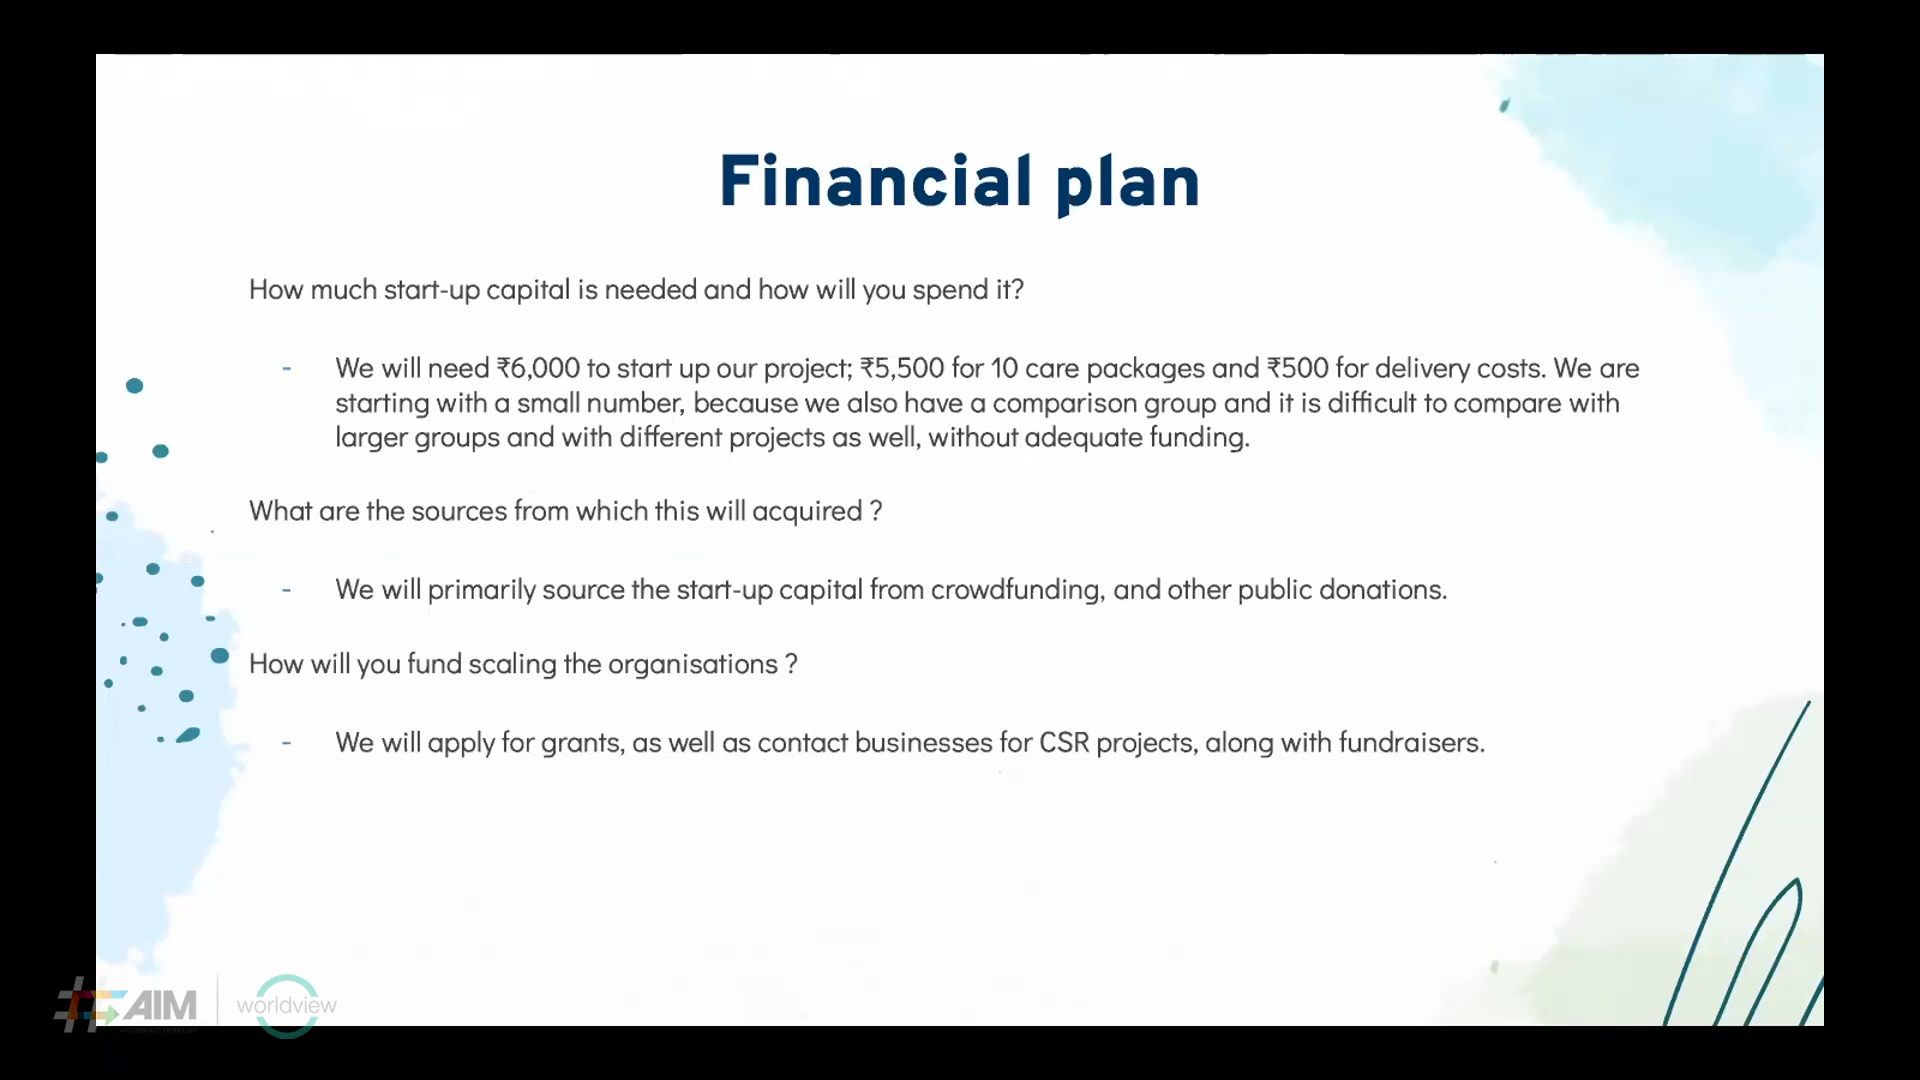 Financial plan
How much start-up capital is needed and how will you spend it?
- We will need ₹6,000 to start up our project; ₹5,500 for 10 care packages and ₹500 for delivery costs. We are
starting with a small number, because we also have a comparison group and it is difficult to compare with
larger groups and with different projects as well, without adequate funding.
What are the sources from which this will acquired ?
- We will primarily source the start-up capital from crowdfunding, and other public donations.
How will you fund scaling the organisations ?
- We will apply for grants, as well as contact businesses for CSR projects, along with fundraisers.
#AIM
worldview